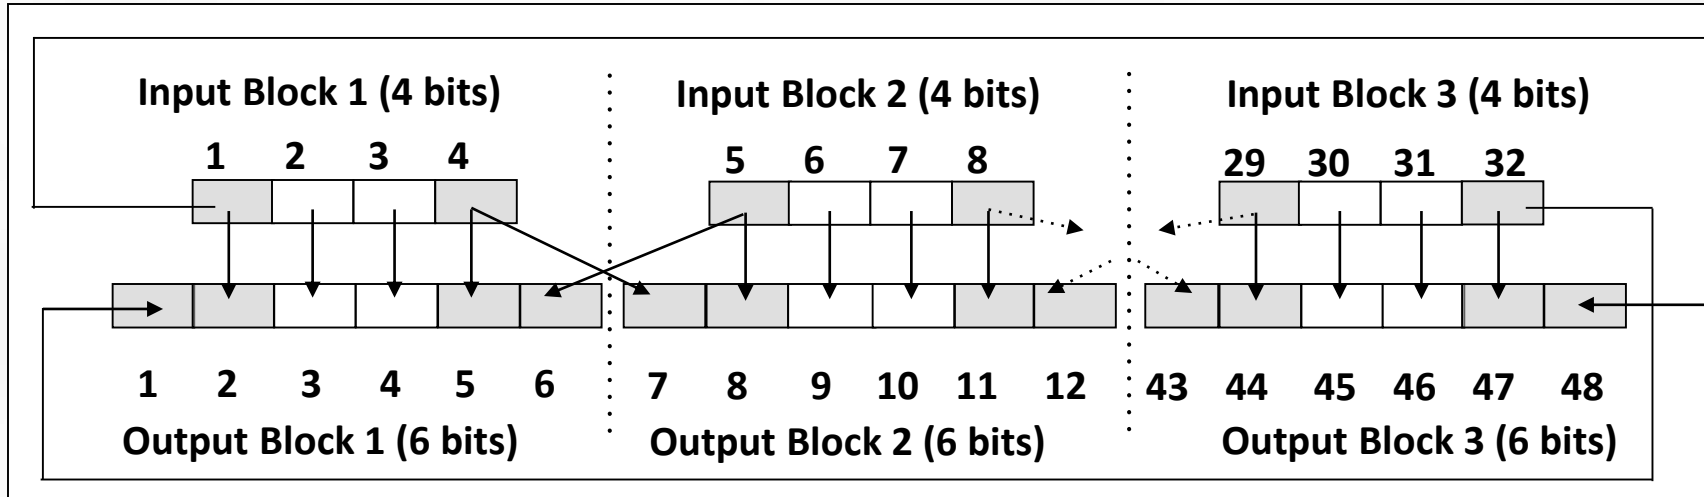 Input Block 1 (4 bits) Input Block 2 (4 bits) Input Block 3 (4 bits)
1 2 3 4 5 6 7 8 29 30 31 32
1 2 3 4 5 6 7 8 9 10 11 12 43 44 45 46 47 48
Output Block 1 (6 bits) Output Block 2 (6 bits) Output Block 3 (6 bits)